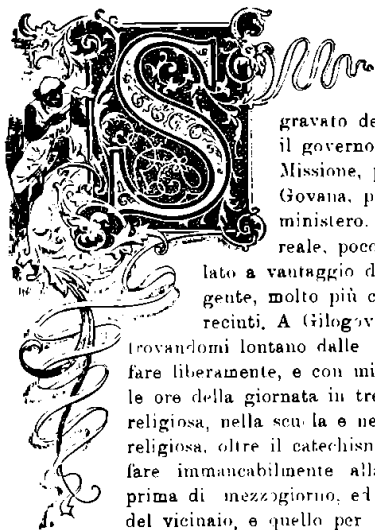 S
gravato de
il governo
Missione, p
Govana, p
ministero.
reale, poco
lato a vantaggio d
gente, molto più c
recinti. A Gilogov
trovandomi lontano dalle
fare liberamente, e con mi
le ore della giornata in tre
religiosa, nella scuola e ne
religiosa, oltre il catechism
fare immancabilmente alla
prima di mezzogiorno, ed
del vicinaio, e quello per